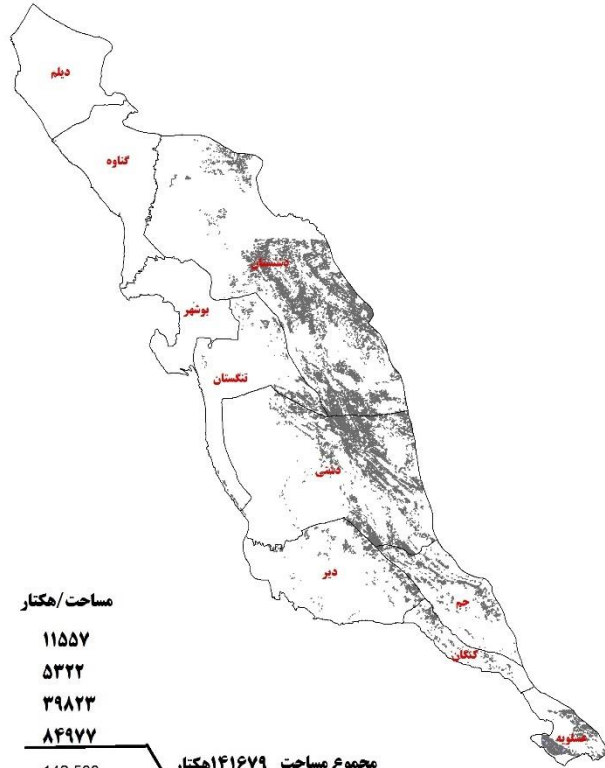 دیلم
گناوه
دشتستان
بوشهر
تنگستان
دشتی
دیر
جم
کنگان
عسلویه
مساحت/هکتار
۱۱۵۵۷
۵۳۲۲
۳۹۸۲۳
۸۴۹۷۷
مجموع مساحت ۱۴۱۶۷۹هکتار